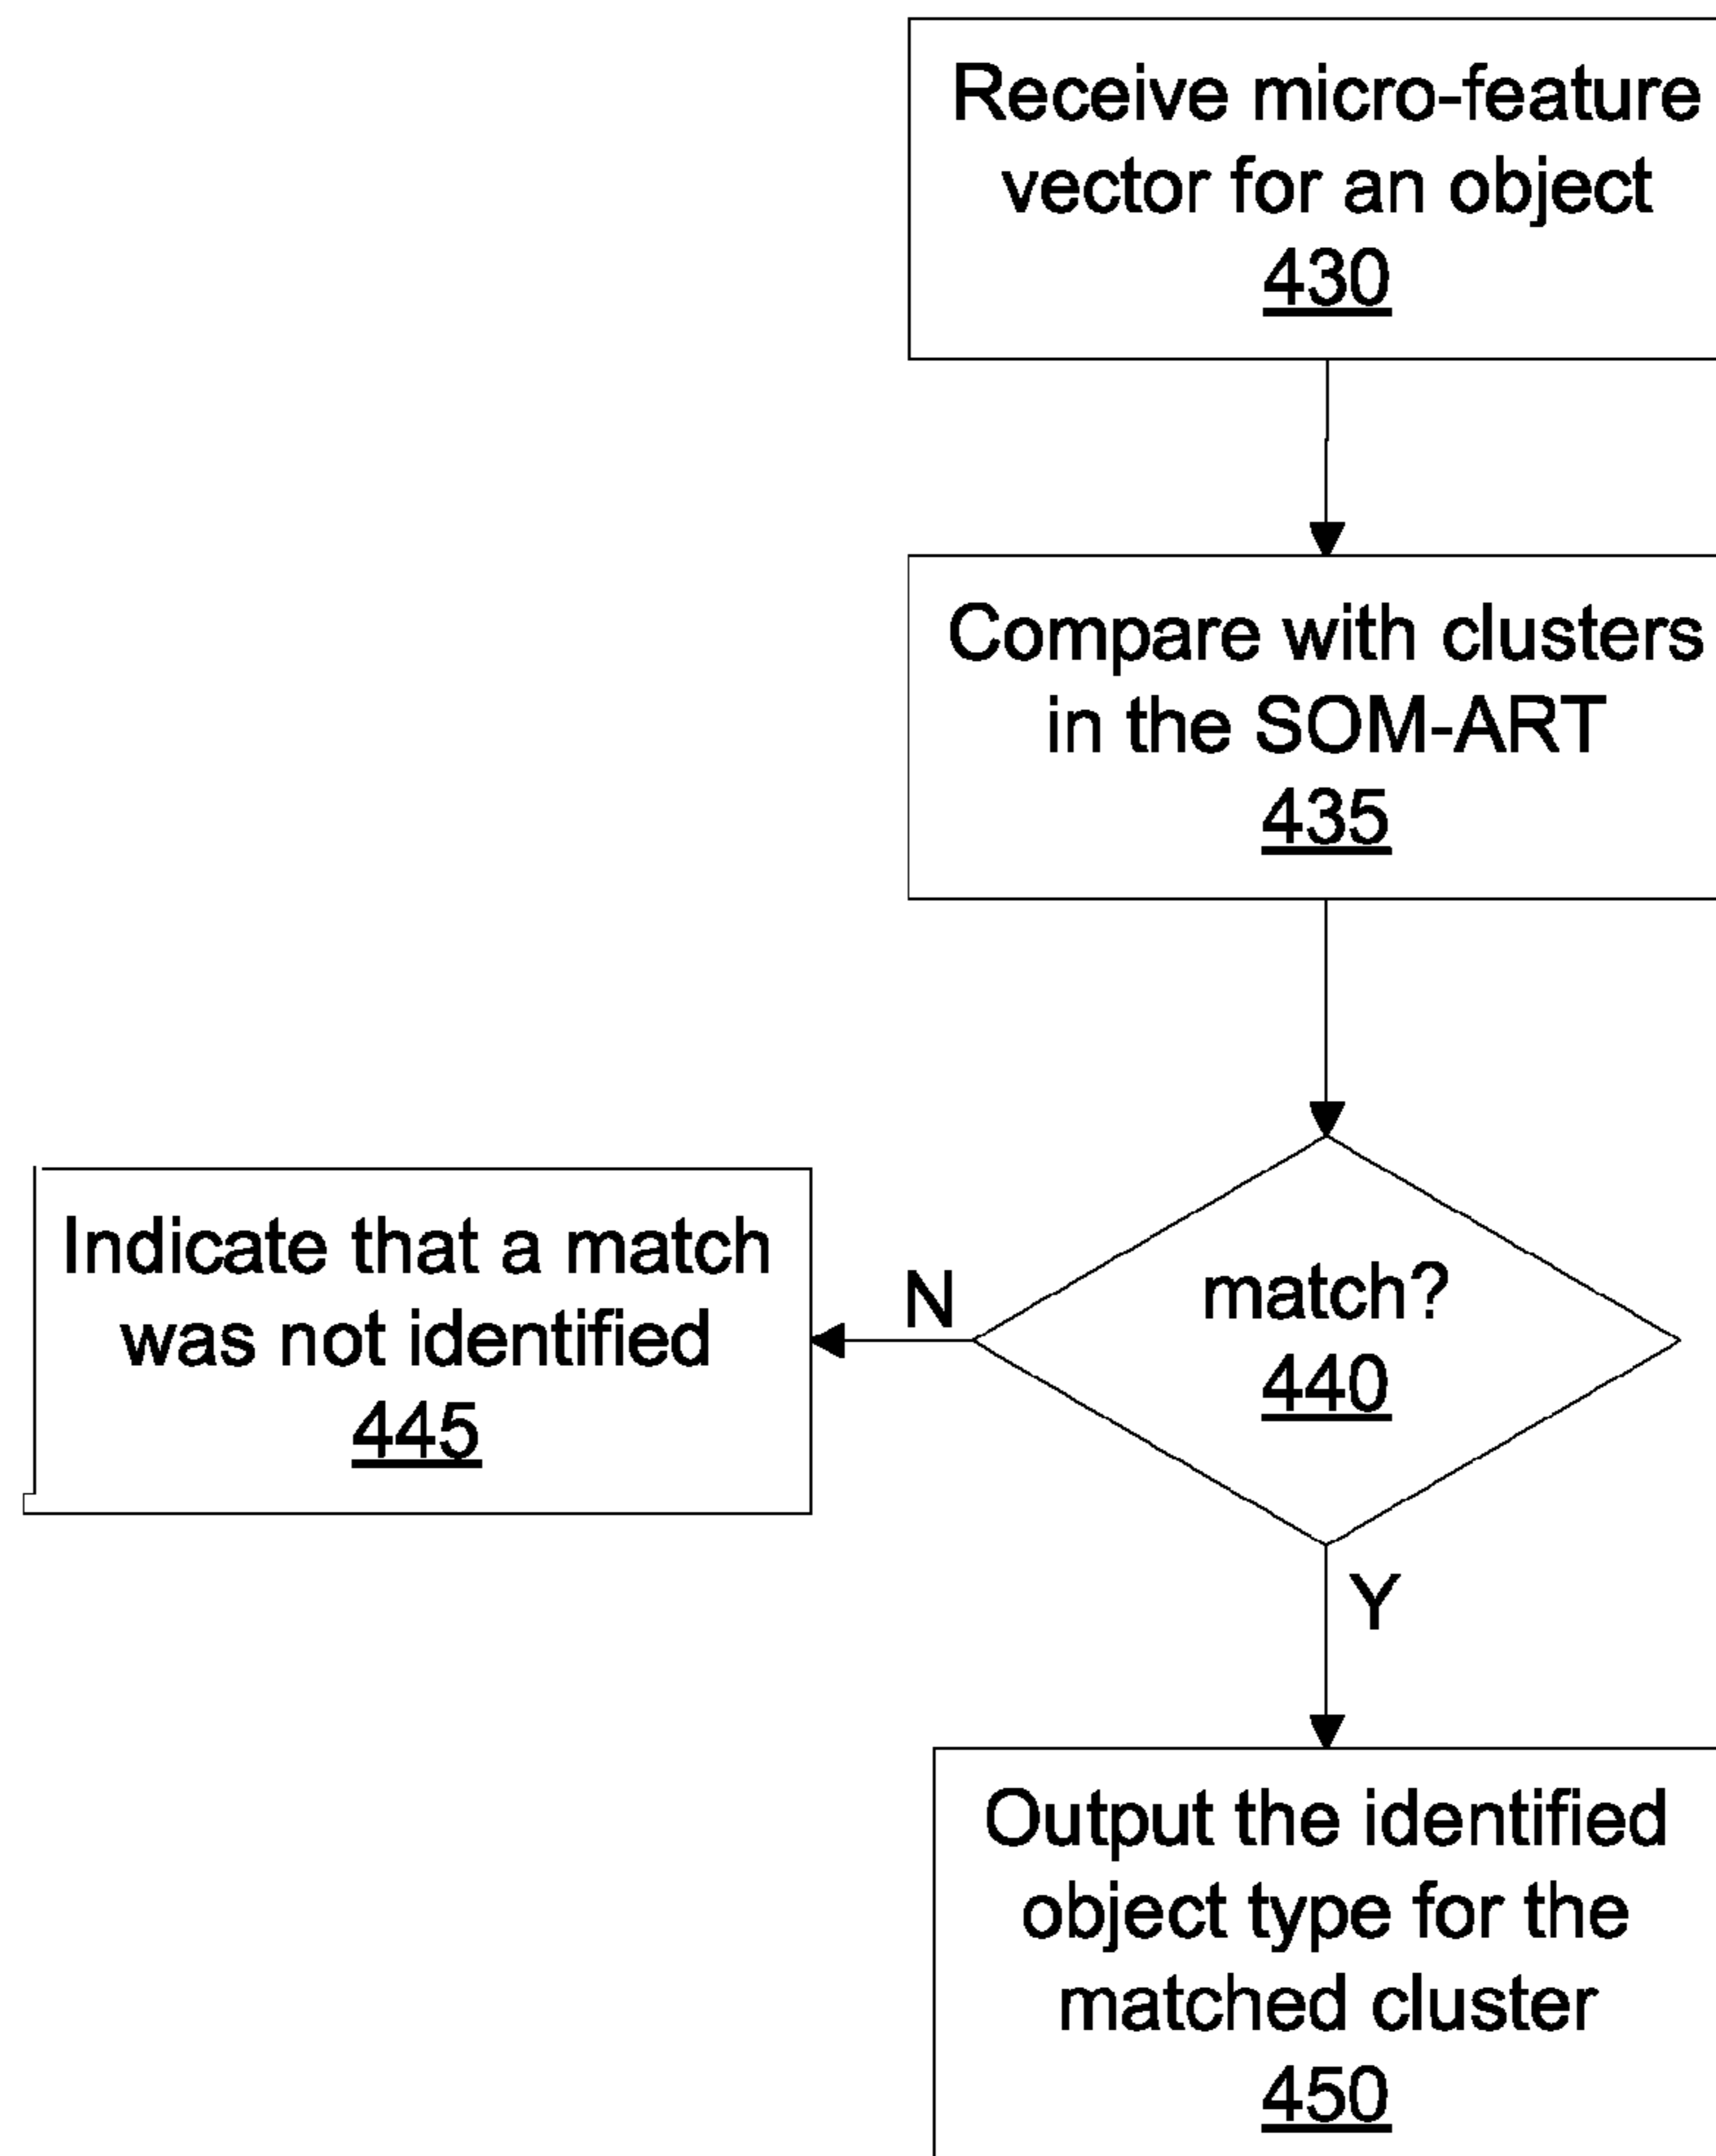 Receive micro-feature
vector for an object
430
Compare with clusters
in the SOM-ART
435
match?
440
N
Indicate that a match
was not identified
445
Y
Output the identified
object type for the
matched cluster
450